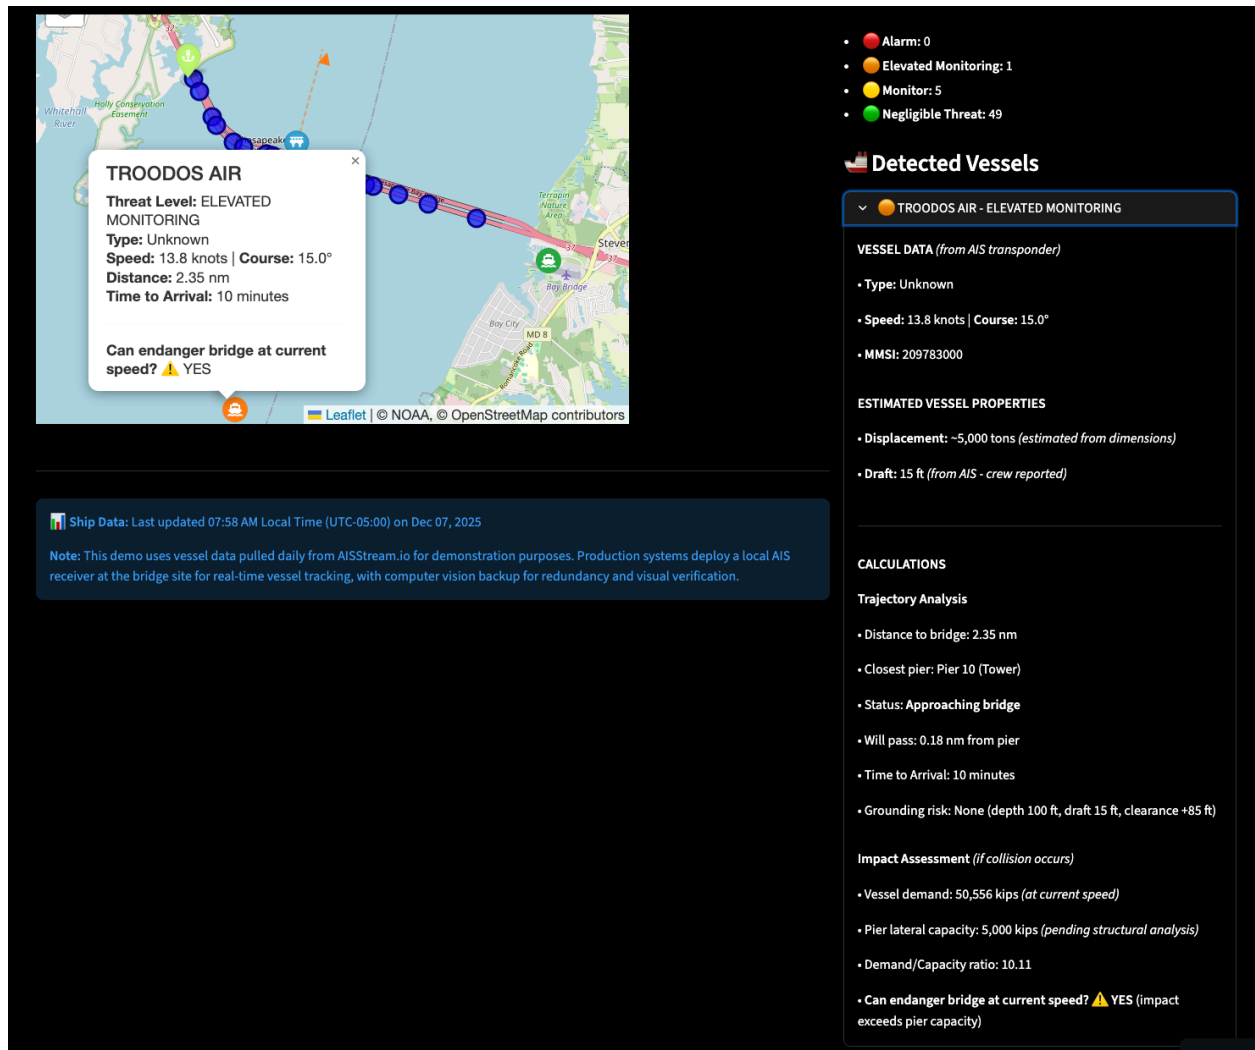 32
Whitehall
River
Holly Conservation
Easement
TROODOS AIR
×
Threat Level: ELEVATED
MONITORING
Type: Unknown
Speed: 13.8 knots | Course: 15.0°
Distance: 2.35 nm
Time to Arrival: 10 minutes
Can endanger bridge at current
speed? ⚠️ YES
Terrapin
Nature
Area
Steven
37
37
Bay Bridge
Bay City
MD 8
Romancoke Road
Leaflet | © NOAA, © OpenStreetMap contributors
📊 Ship Data: Last updated 07:58 AM Local Time (UTC-05:00) on Dec 07, 2025
Note: This demo uses vessel data pulled daily from AISStream.io for demonstration purposes. Production systems deploy a local AIS
receiver at the bridge site for real-time vessel tracking, with computer vision backup for redundancy and visual verification.
• 🔴 Alarm: 0
• 🟠 Elevated Monitoring: 1
• 🟡 Monitor: 5
• 🟢 Negligible Threat: 49
🚢 Detected Vessels
🟠 TROODOS AIR - ELEVATED MONITORING
VESSEL DATA (from AIS transponder)
• Type: Unknown
• Speed: 13.8 knots | Course: 15.0°
• MMSI: 209783000
ESTIMATED VESSEL PROPERTIES
• Displacement: ~5,000 tons (estimated from dimensions)
• Draft: 15 ft (from AIS - crew reported)
CALCULATIONS
Trajectory Analysis
• Distance to bridge: 2.35 nm
• Closest pier: Pier 10 (Tower)
• Status: Approaching bridge
• Will pass: 0.18 nm from pier
• Time to Arrival: 10 minutes
• Grounding risk: None (depth 100 ft, draft 15 ft, clearance +85 ft)
Impact Assessment (if collision occurs)
• Vessel demand: 50,556 kips (at current speed)
• Pier lateral capacity: 5,000 kips (pending structural analysis)
• Demand/Capacity ratio: 10.11
• Can endanger bridge at current speed? ⚠️ YES (impact
exceeds pier capacity)